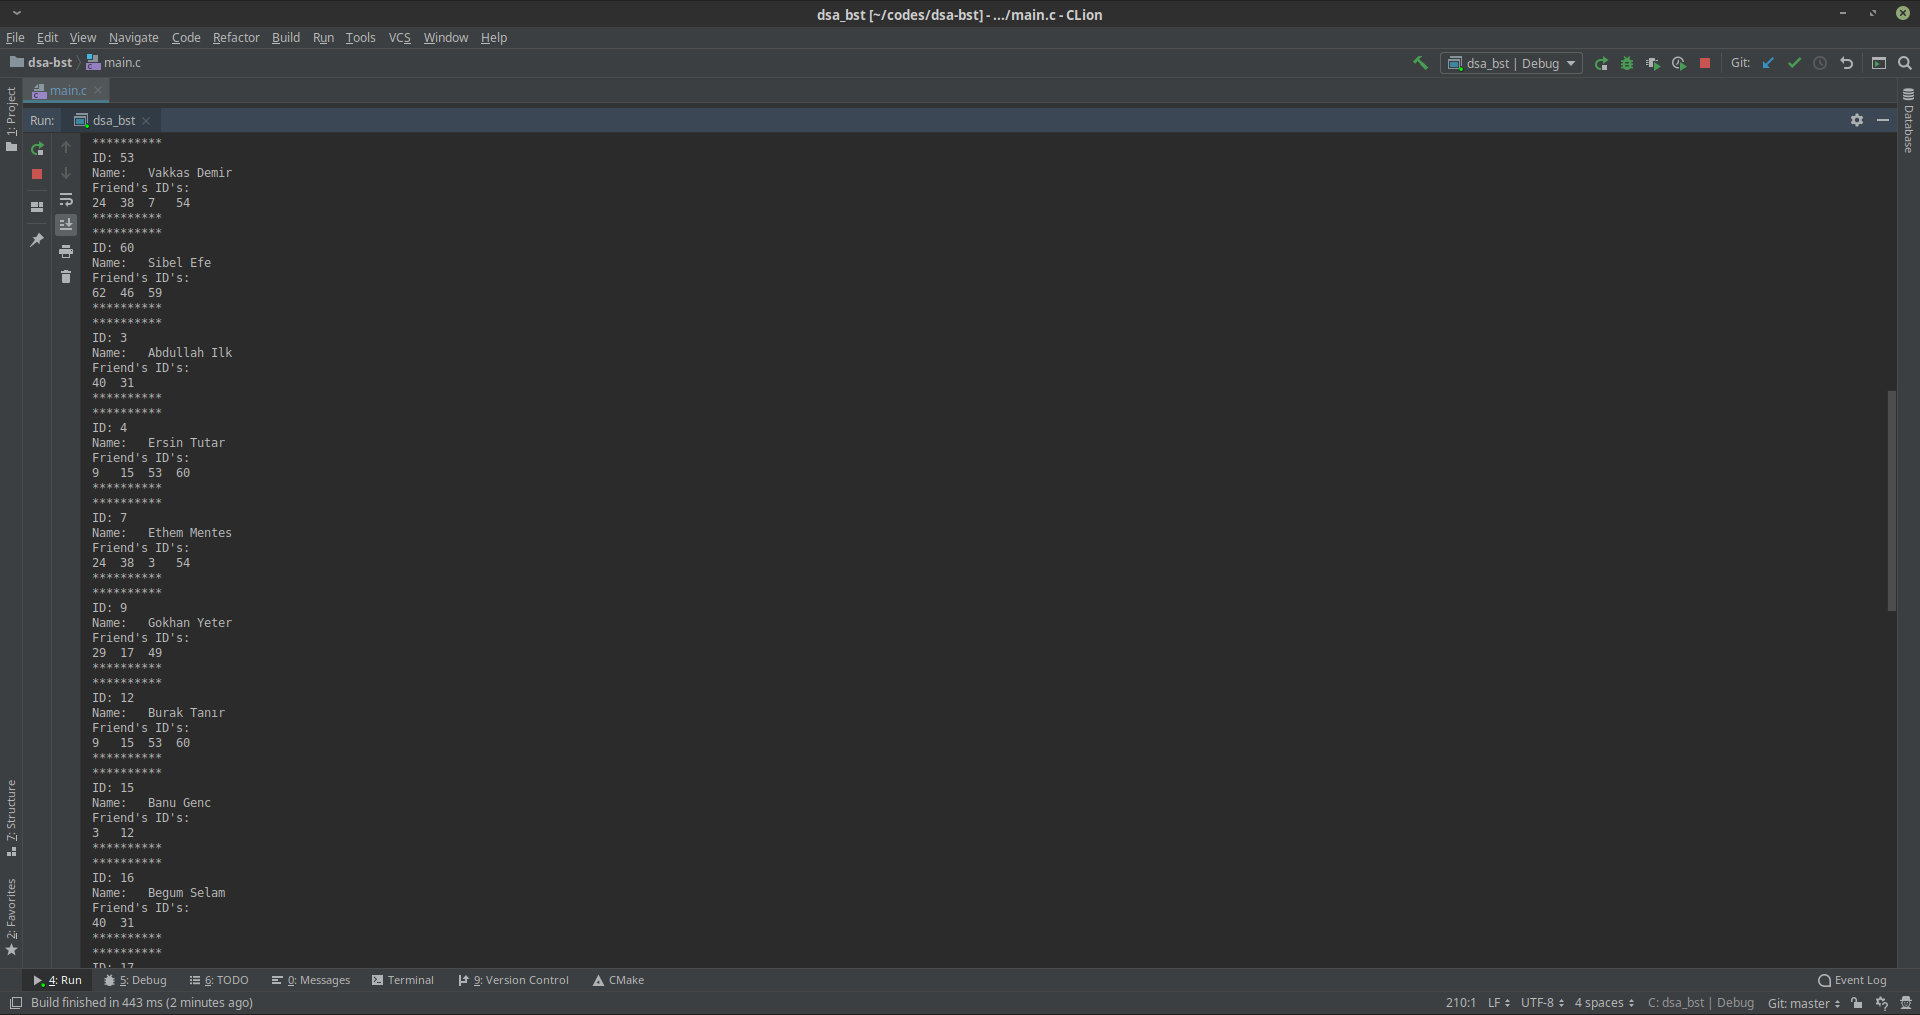 dsa_bst [~/codes/dsa-bst] - .../main.c - CLion
File Edit View Navigate Code Refactor Build Run Tools VCS Window Help
dsa-bst main.c
dsa_bst | Debug
Git:
main.c
Run: dsa_bst
1: Project
Database
**********
ID: 53
Name:   Vakkas Demir
Friend's ID's:
24  38  7   54
**********
**********
ID: 60
Name:   Sibel Efe
Friend's ID's:
62  46  59
**********
**********
ID: 3
Name:   Abdullah Ilk
Friend's ID's:
40  31
**********
**********
ID: 4
Name:   Ersin Tutar
Friend's ID's:
9   15  53  60
**********
**********
ID: 7
Name:   Ethem Mentes
Friend's ID's:
24  38  3   54
**********
**********
ID: 9
Name:   Gokhan Yeter
Friend's ID's:
29  17  49
**********
**********
ID: 12
Name:   Burak Tanır
Friend's ID's:
9   15  53  60
**********
**********
ID: 15
Name:   Banu Genc
Friend's ID's:
3   12
**********
**********
ID: 16
Name:   Begum Selam
Friend's ID's:
40  31
**********
**********
ID: 17
7: Structure
2: Favorites
4: Run 5: Debug 6: TODO 0: Messages Terminal 9: Version Control CMake Event Log
Build finished in 443 ms (2 minutes ago) 210:1 LF UTF-8 4 spaces C: dsa_bst | Debug Git: master